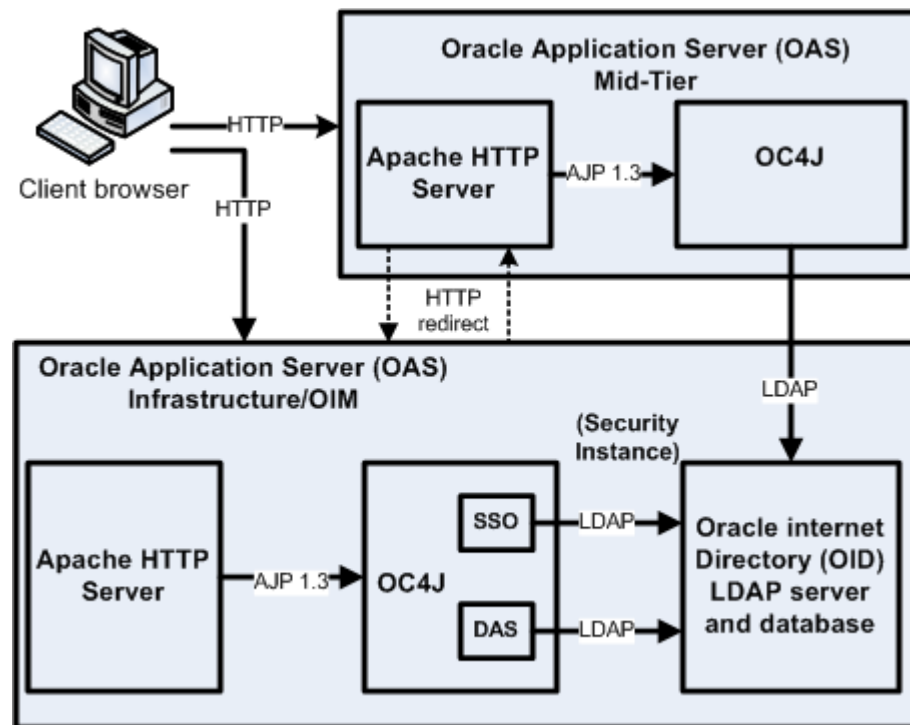 Oracle Application Server (OAS)
Mid-Tier
Client browser
HTTP
HTTP
Apache HTTP
Server
AJP 1.3
OC4J
HTTP
redirect
LDAP
Oracle Application Server (OAS)
Infrastructure/OIM
(Security
Instance)
Apache HTTP
Server
AJP 1.3
OC4J
SSO
LDAP
DAS
LDAP
Oracle internet
Directory (OID)
LDAP server
and database